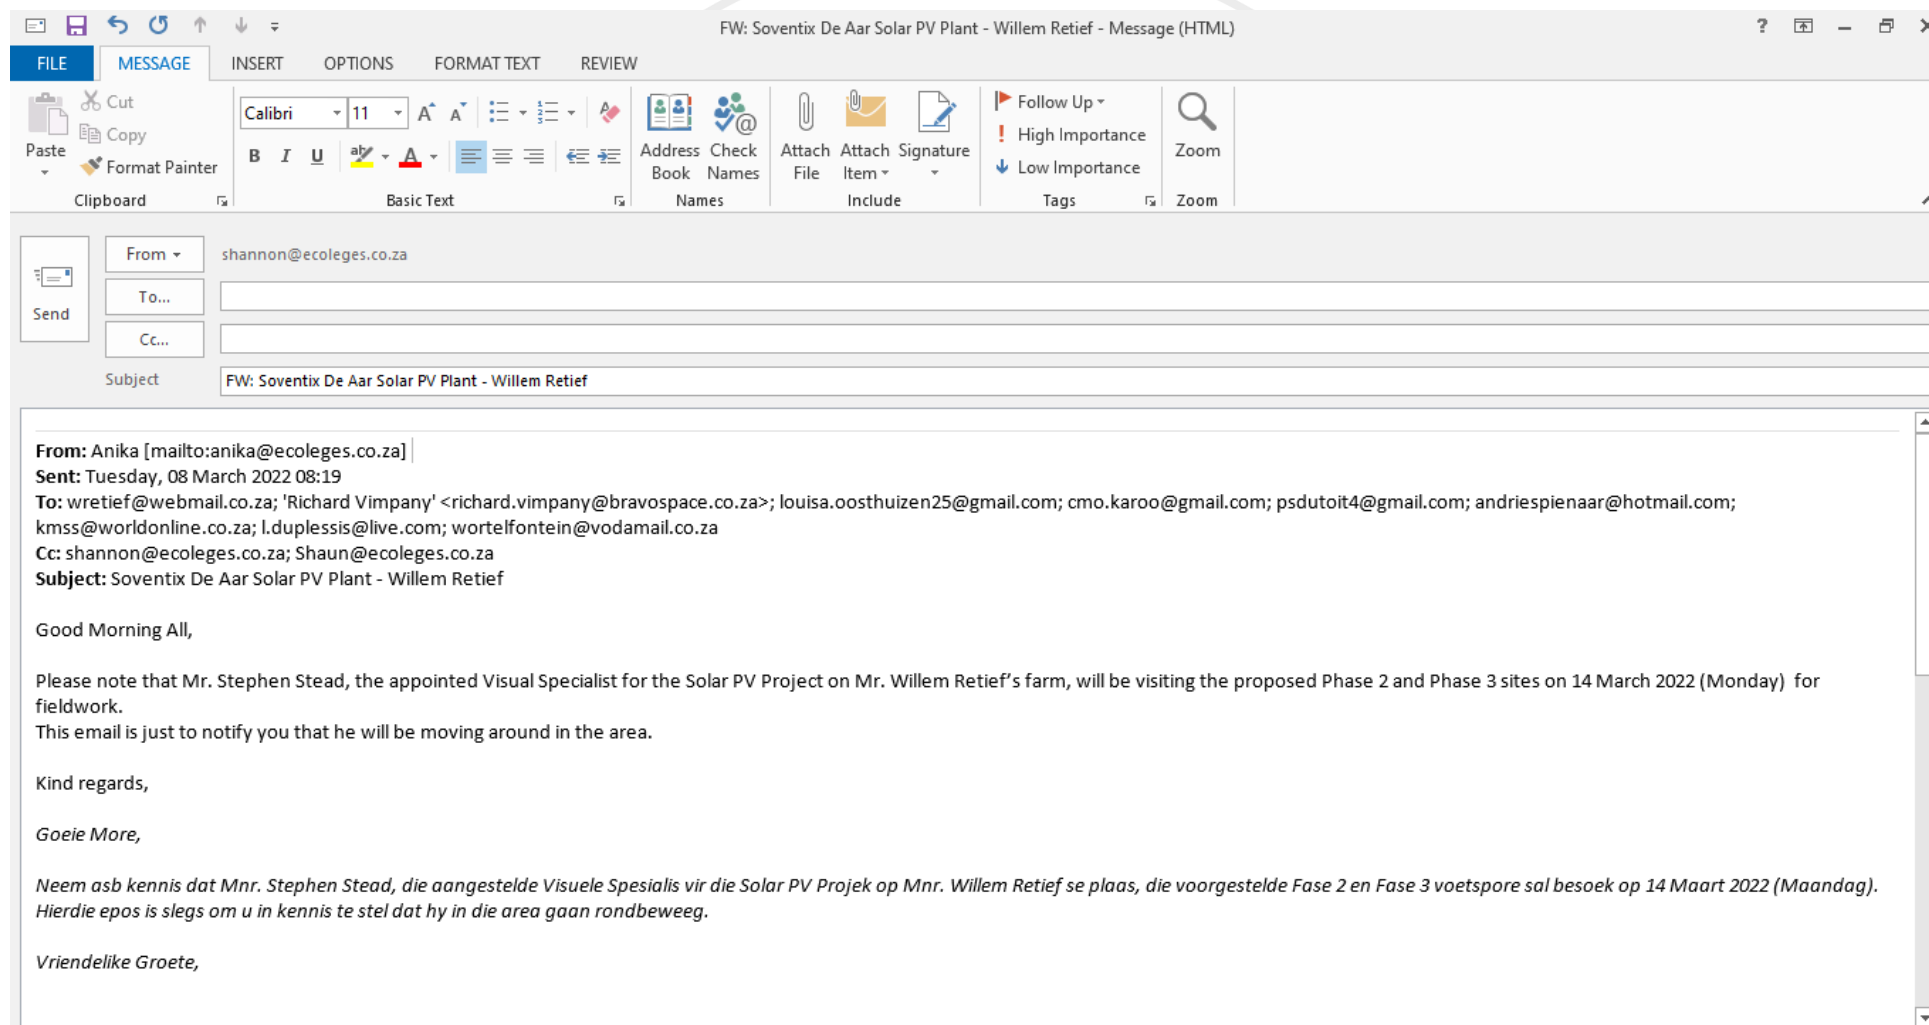 FW: Soventix De Aar Solar PV Plant - Willem Retief - Message (HTML)
?
FILE MESSAGE INSERT OPTIONS FORMAT TEXT REVIEW
Paste
Cut
Copy
Format Painter
Clipboard
Calibri 11
B I U
Basic Text
Address Book
Check Names
Names
Attach File
Attach Item
Signature
Include
Follow Up
High Importance
Low Importance
Tags
Zoom
Zoom
Send
From shannon@ecoleges.co.za
To...
Cc...
Subject FW: Soventix De Aar Solar PV Plant - Willem Retief
From: Anika [mailto:anika@ecoleges.co.za]
Sent: Tuesday, 08 March 2022 08:19
To: wretief@webmail.co.za; 'Richard Vimpany' <richard.vimpany@bravospace.co.za>; louisa.oosthuizen25@gmail.com; cmo.karoo@gmail.com; psdutoit4@gmail.com; andriespienaar@hotmail.com;
kmss@worldonline.co.za; l.duplessis@live.com; wortelfontein@vodamail.co.za
Cc: shannon@ecoleges.co.za; Shaun@ecoleges.co.za
Subject: Soventix De Aar Solar PV Plant - Willem Retief
Good Morning All,
Please note that Mr. Stephen Stead, the appointed Visual Specialist for the Solar PV Project on Mr. Willem Retief’s farm, will be visiting the proposed Phase 2 and Phase 3 sites on 14 March 2022 (Monday) for
fieldwork.
This email is just to notify you that he will be moving around in the area.
Kind regards,
Goeie More,
Neem asb kennis dat Mnr. Stephen Stead, die aangestelde Visuele Spesialis vir die Solar PV Projek op Mnr. Willem Retief se plaas, die voorgestelde Fase 2 en Fase 3 voetspore sal besoek op 14 Maart 2022 (Maandag).
Hierdie epos is slegs om u in kennis te stel dat hy in die area gaan rondbeweeg.
Vriendelike Groete,